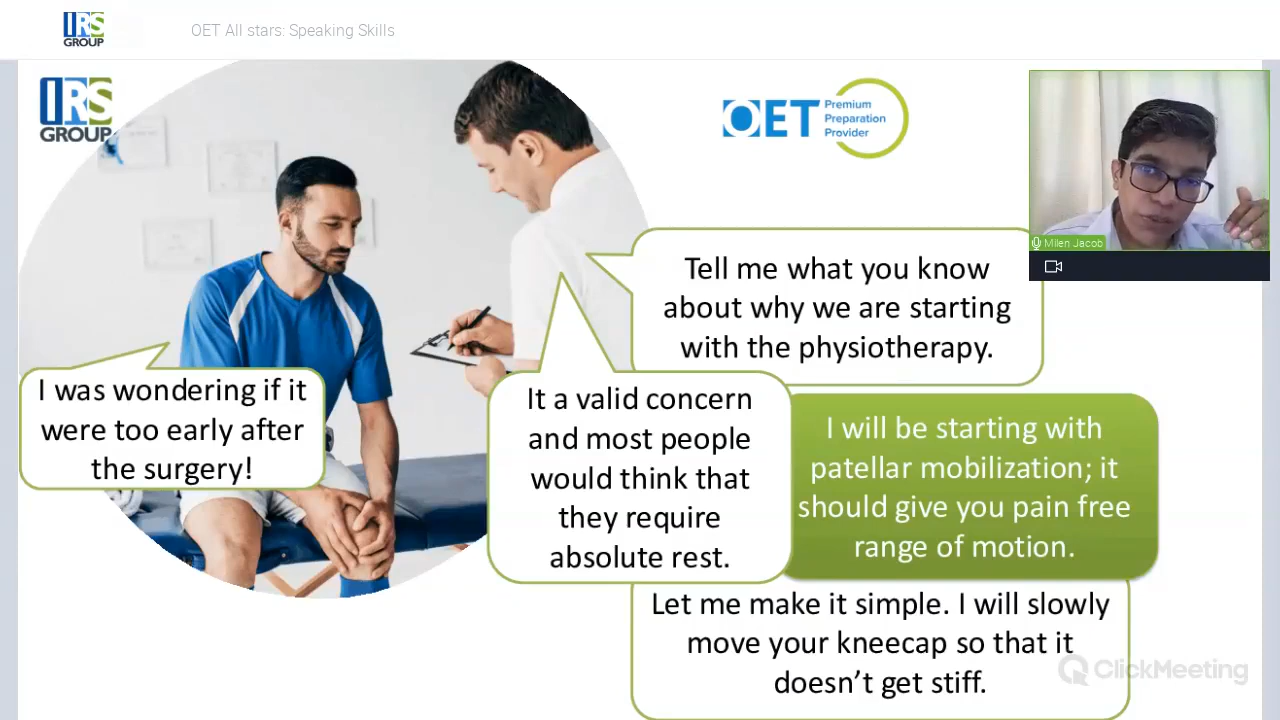 IRS
GROUP
OET All stars: Speaking Skills
IRS
GROUP
OET
Premium
Preparation
Provider
Milen Jacob
Tell me what you know
about why we are starting
with the physiotherapy.
I was wondering if it
were too early after
the surgery!
It a valid concern
and most people
would think that
they require
absolute rest.
I will be starting with
patellar mobilization; it
should give you pain free
range of motion.
Let me make it simple. I will slowly
move your kneecap so that it
doesn’t get stiff.
ClickMeeting